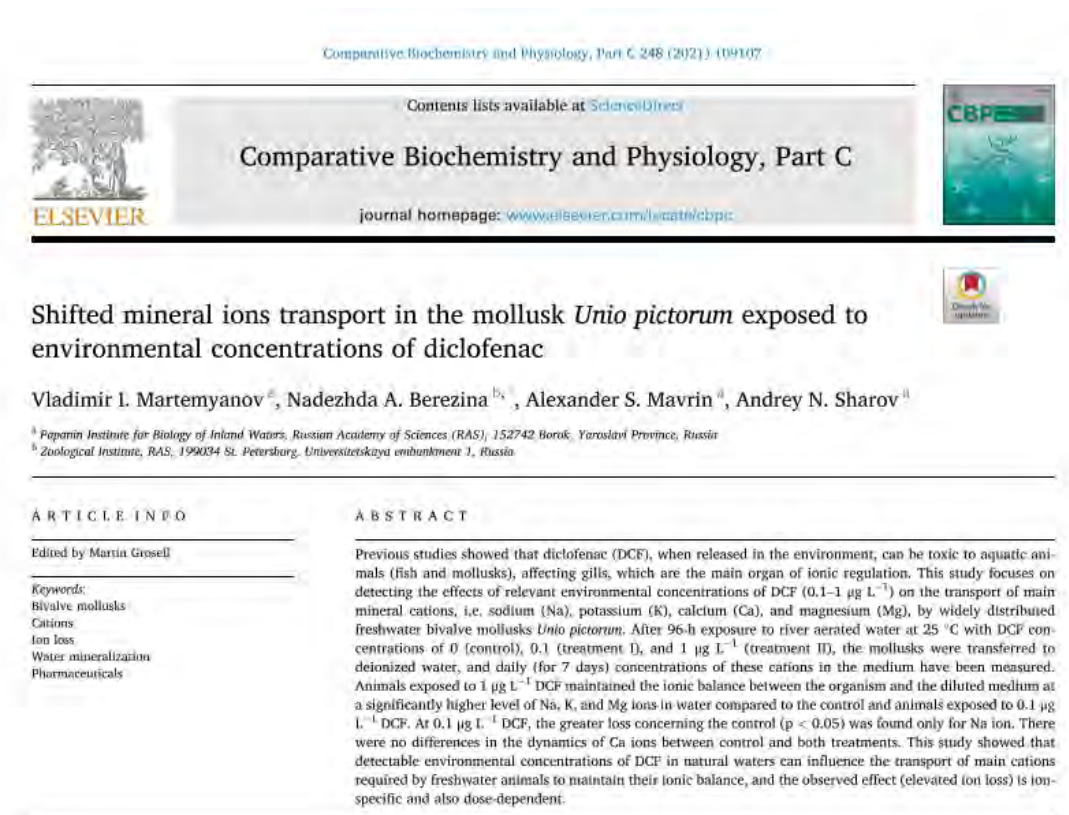 Comparative Biochemistry and Physiology, Part C 248 (2021) 109107
Contents lists available at ScienceDirect
Comparative Biochemistry and Physiology, Part C
journal homepage: www.elsevier.com/locate/cbpc
ELSEVIER
CBP
Check for
updates
Shifted mineral ions transport in the mollusk Unio pictorum exposed to
environmental concentrations of diclofenac
Vladimir I. Martemyanov a, Nadezhda A. Berezina b, , Alexander S. Mavrin a, Andrey N. Sharov a
a Papanin Institute for Biology of Inland Waters, Russian Academy of Sciences (RAS), 152742 Borok, Yaroslavl Province, Russia
b Zoological Institute, RAS, 199034 St. Petersburg, Universitetskaya embankment 1, Russia
ARTICLE INFO
Edited by Martin Grosell
Keywords:
Bivalve mollusks
Cations
Ion loss
Water mineralization
Pharmaceuticals
ABSTRACT
Previous studies showed that diclofenac (DCF), when released in the environment, can be toxic to aquatic ani-
mals (fish and mollusks), affecting gills, which are the main organ of ionic regulation. This study focuses on
detecting the effects of relevant environmental concentrations of DCF (0.1–1 μg L⁻¹) on the transport of main
mineral cations, i.e. sodium (Na), potassium (K), calcium (Ca), and magnesium (Mg), by widely distributed
freshwater bivalve mollusks Unio pictorum. After 96-h exposure to river aerated water at 25 °C with DCF con-
centrations of 0 (control), 0.1 (treatment I), and 1 μg L⁻¹ (treatment II), the mollusks were transferred to
deionized water, and daily (for 7 days) concentrations of these cations in the medium have been measured.
Animals exposed to 1 μg L⁻¹ DCF maintained the ionic balance between the organism and the diluted medium at
a significantly higher level of Na, K, and Mg ions in water compared to the control and animals exposed to 0.1 μg
L⁻¹ DCF. At 0.1 μg L⁻¹ DCF, the greater loss concerning the control (p < 0.05) was found only for Na ion. There
were no differences in the dynamics of Ca ions between control and both treatments. This study showed that
detectable environmental concentrations of DCF in natural waters can influence the transport of main cations
required by freshwater animals to maintain their ionic balance, and the observed effect (elevated ion loss) is ion-
specific and also dose-dependent.